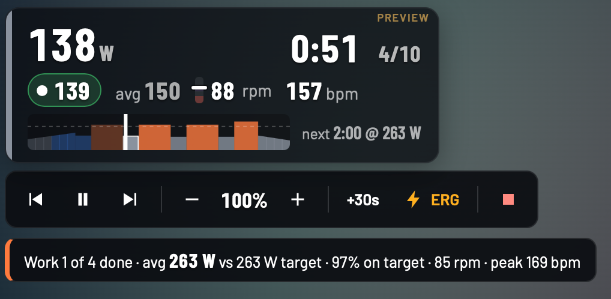 PREVIEW
138 W 0:51 4/10
139 avg 150 88 rpm 157 bpm
next 2:00 @ 263 W
− 100% + +30s ERG
Work 1 of 4 done · avg 263 W vs 263 W target · 97% on target · 85 rpm · peak 169 bpm